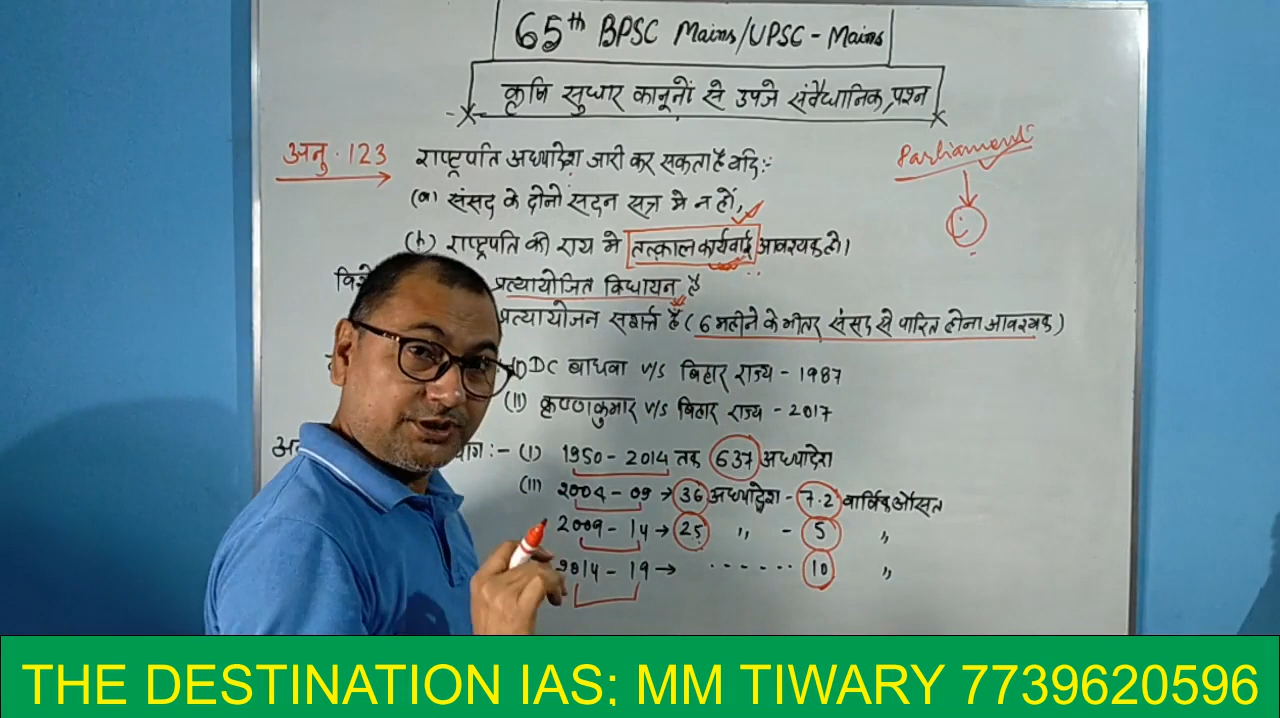 65th BPSC Mains/UPSC - Mains
कृषि सुधार कानूनों से उपजे संवैधानिक प्रश्न
अनु. 123 राष्ट्रपति अध्यादेश जारी कर सकता है यदि:-
Parliament
(a) संसद के दोनो सदन सत्र मे न हों,
(b) राष्ट्रपति की राय मे तत्काल कार्यवाई आवश्यक हो।
प्रत्यायोजित विधायन है
प्रत्यायोजन सशर्त है (6 महीने के भीतर संसद से पारित होना आवश्यक)
(I) DC बाधवा v/s बिहार राज्य - 1987
(II) कृष्णाकुमार v/s बिहार राज्य - 2017
(I) 1950 - 2014 तक 637 अध्यादेश
(II) 2004 - 09 → 36 अध्यादेश - 7.2 वार्षिक औसत
2009 - 14 → 25 " - 5 "
2014 - 19 → ....... 10 "
THE DESTINATION IAS; MM TIWARY 7739620596